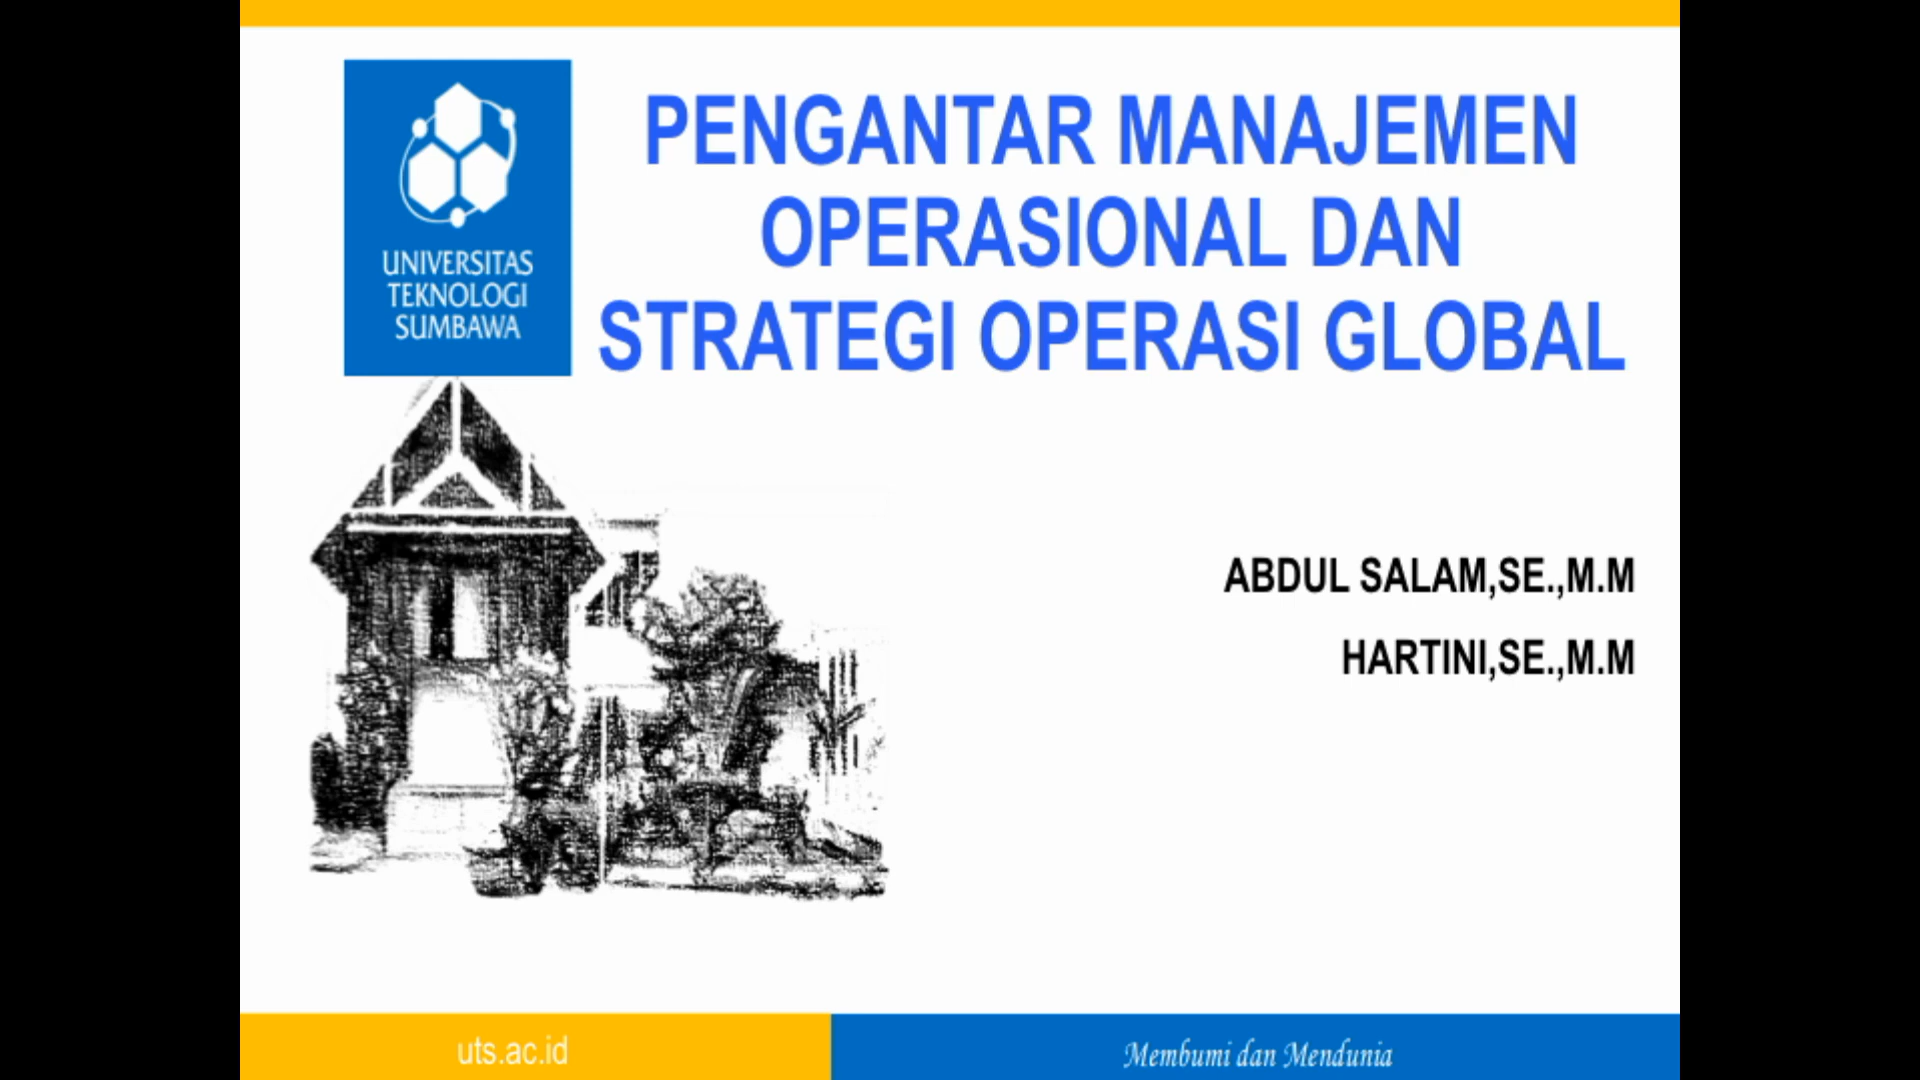 UNIVERSITAS
TEKNOLOGI
SUMBAWA
PENGANTAR MANAJEMEN
OPERASIONAL DAN
STRATEGI OPERASI GLOBAL
ABDUL SALAM,SE.,M.M
HARTINI,SE.,M.M
uts.ac.id
Membumi dan Mendunia